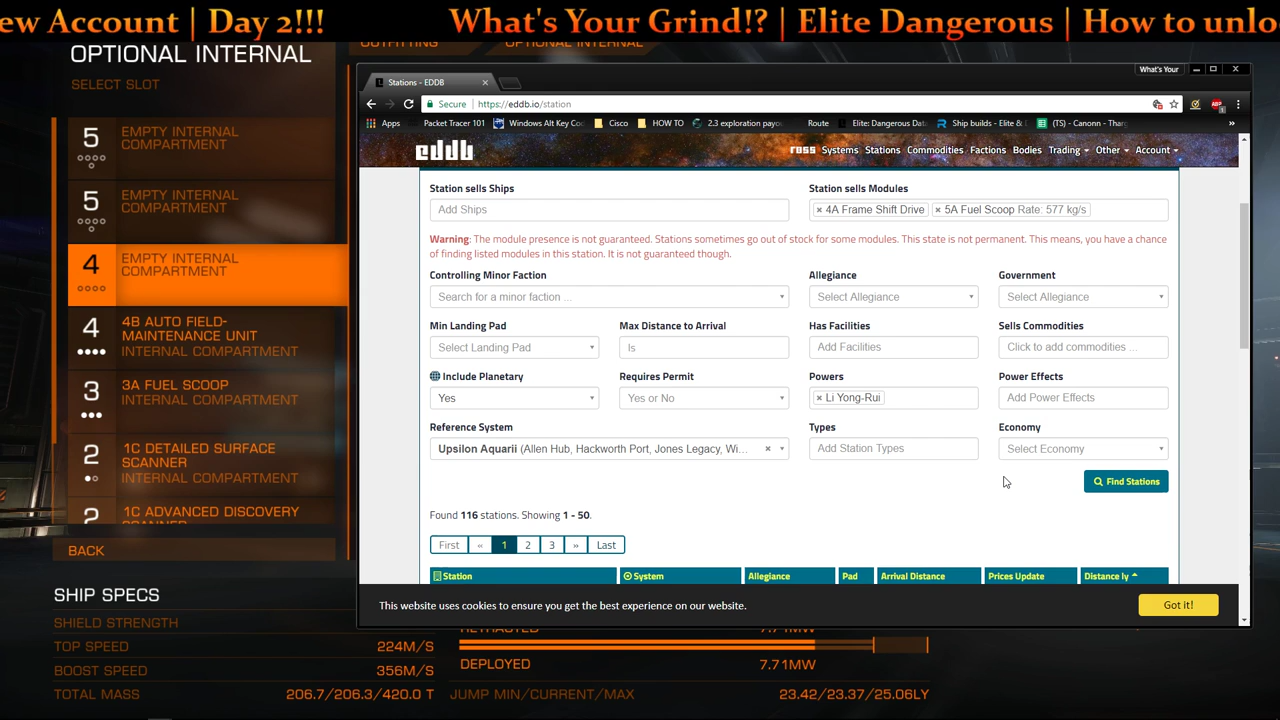 ew Account | Day 2!!!
What's Your Grind!? | Elite Dangerous | How to unlo
OPTIONAL INTERNAL
SELECT SLOT
5 EMPTY INTERNAL
COMPARTMENT
5 EMPTY INTERNAL
COMPARTMENT
4 EMPTY INTERNAL
COMPARTMENT
4 4B AUTO FIELD-
MAINTENANCE UNIT
INTERNAL COMPARTMENT
3 3A FUEL SCOOP
INTERNAL COMPARTMENT
2 1C DETAILED SURFACE
SCANNER
INTERNAL COMPARTMENT
2 1C ADVANCED DISCOVERY
SCANNER
BACK
SHIP SPECS
SHIELD STRENGTH
TOP SPEED 224M/S
BOOST SPEED 356M/S
TOTAL MASS 206.7/206.3/420.0 T
OUTFITTING OPTIONAL INTERNAL
What's Your
Stations - EDDB
Secure https://eddb.io/station
Apps Packet Tracer 101 Windows Alt Key Cod Cisco HOW TO 2.3 exploration payo Route Elite: Dangerous Data Ship builds - Elite & (TS) - Canonn - Thar »
eddb ross Systems Stations Commodities Factions Bodies Trading Other Account
Station sells Ships Station sells Modules
Add Ships × 4A Frame Shift Drive × 5A Fuel Scoop Rate: 577 kg/s
Warning: The module presence is not guaranteed. Stations sometimes go out of stock for some modules. This state is not permanent. This means, you have a chance
of finding listed modules in this station. It is not guaranteed though.
Controlling Minor Faction Allegiance Government
Search for a minor faction ... Select Allegiance Select Allegiance
Min Landing Pad Max Distance to Arrival Has Facilities Sells Commodities
Select Landing Pad Is Add Facilities Click to add commodities ...
Include Planetary Requires Permit Powers Power Effects
Yes Yes or No × Li Yong-Rui Add Power Effects
Reference System Types Economy
Upsilon Aquarii (Allen Hub, Hackworth Port, Jones Legacy, Wi... × Add Station Types Select Economy
Find Stations
Found 116 stations. Showing 1 - 50.
First « 1 2 3 » Last
Station System Allegiance Pad Arrival Distance Prices Update Distance ly
This website uses cookies to ensure you get the best experience on our website. Got it!
RETRACTED 7.71MW
DEPLOYED 7.71MW
JUMP MIN/CURRENT/MAX 23.42/23.37/25.06LY